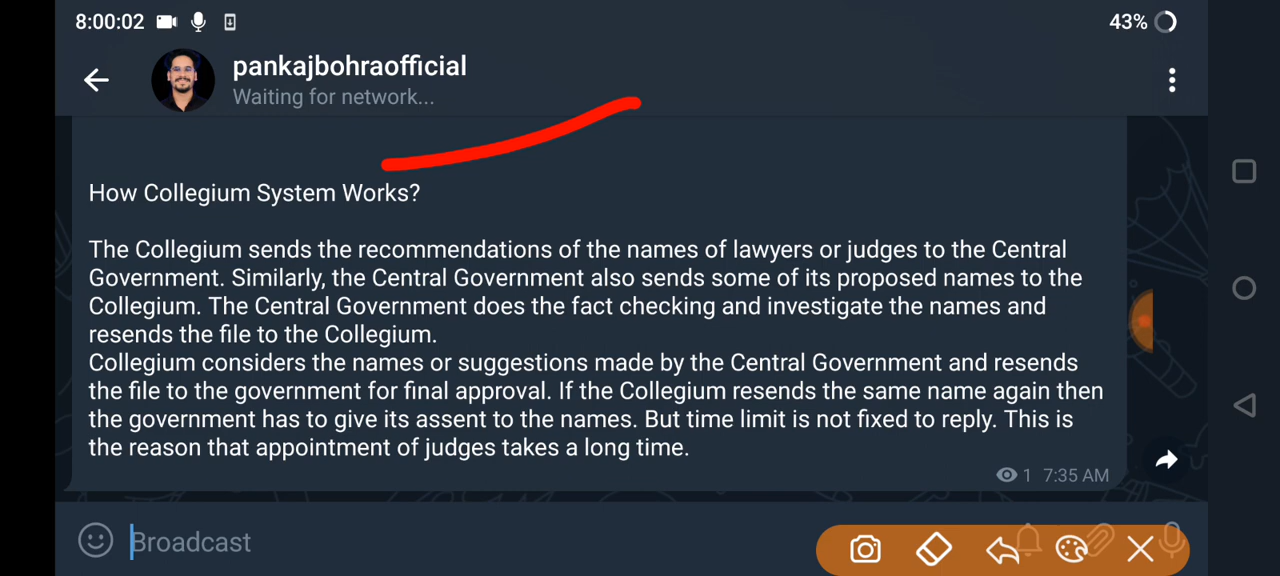 8:00:02
43%
pankajbohraofficial
Waiting for network...
How Collegium System Works?
The Collegium sends the recommendations of the names of lawyers or judges to the Central
Government. Similarly, the Central Government also sends some of its proposed names to the
Collegium. The Central Government does the fact checking and investigate the names and
resends the file to the Collegium.
Collegium considers the names or suggestions made by the Central Government and resends
the file to the government for final approval. If the Collegium resends the same name again then
the government has to give its assent to the names. But time limit is not fixed to reply. This is
the reason that appointment of judges takes a long time.
1 7:35 AM
Broadcast